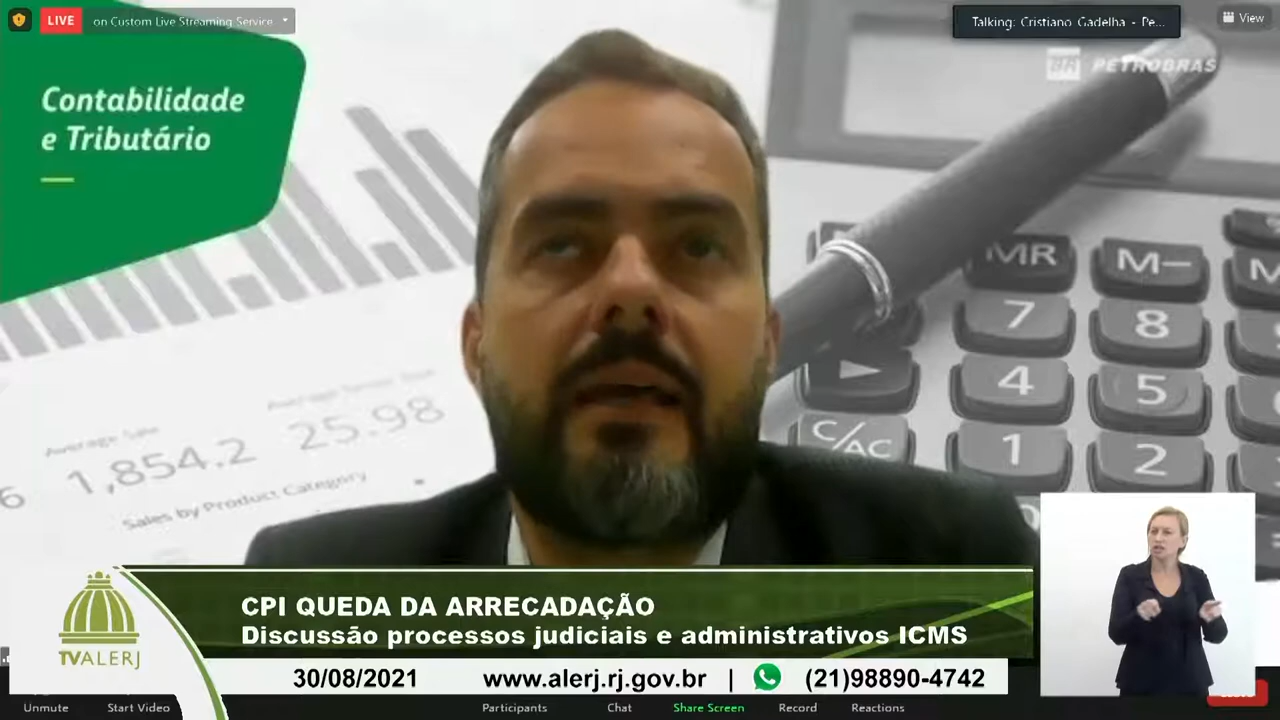 LIVE
on Custom Live Streaming Service
Talking: Cristiano Gadelha - Pe...
View
BR PETROBRAS
Contabilidade
e Tributário
MR
M–
7
8
4
5
C/AC
1
2
Average Sale
1,854.2
25.98
6
Sales by Product Category
CPI QUEDA DA ARRECADAÇÃO
Discussão processos judiciais e administrativos ICMS
TVALERJ
30/08/2021
www.alerj.rj.gov.br | (21)98890-4742
Unmute
Start Video
Participants
Chat
Share Screen
Record
Reactions